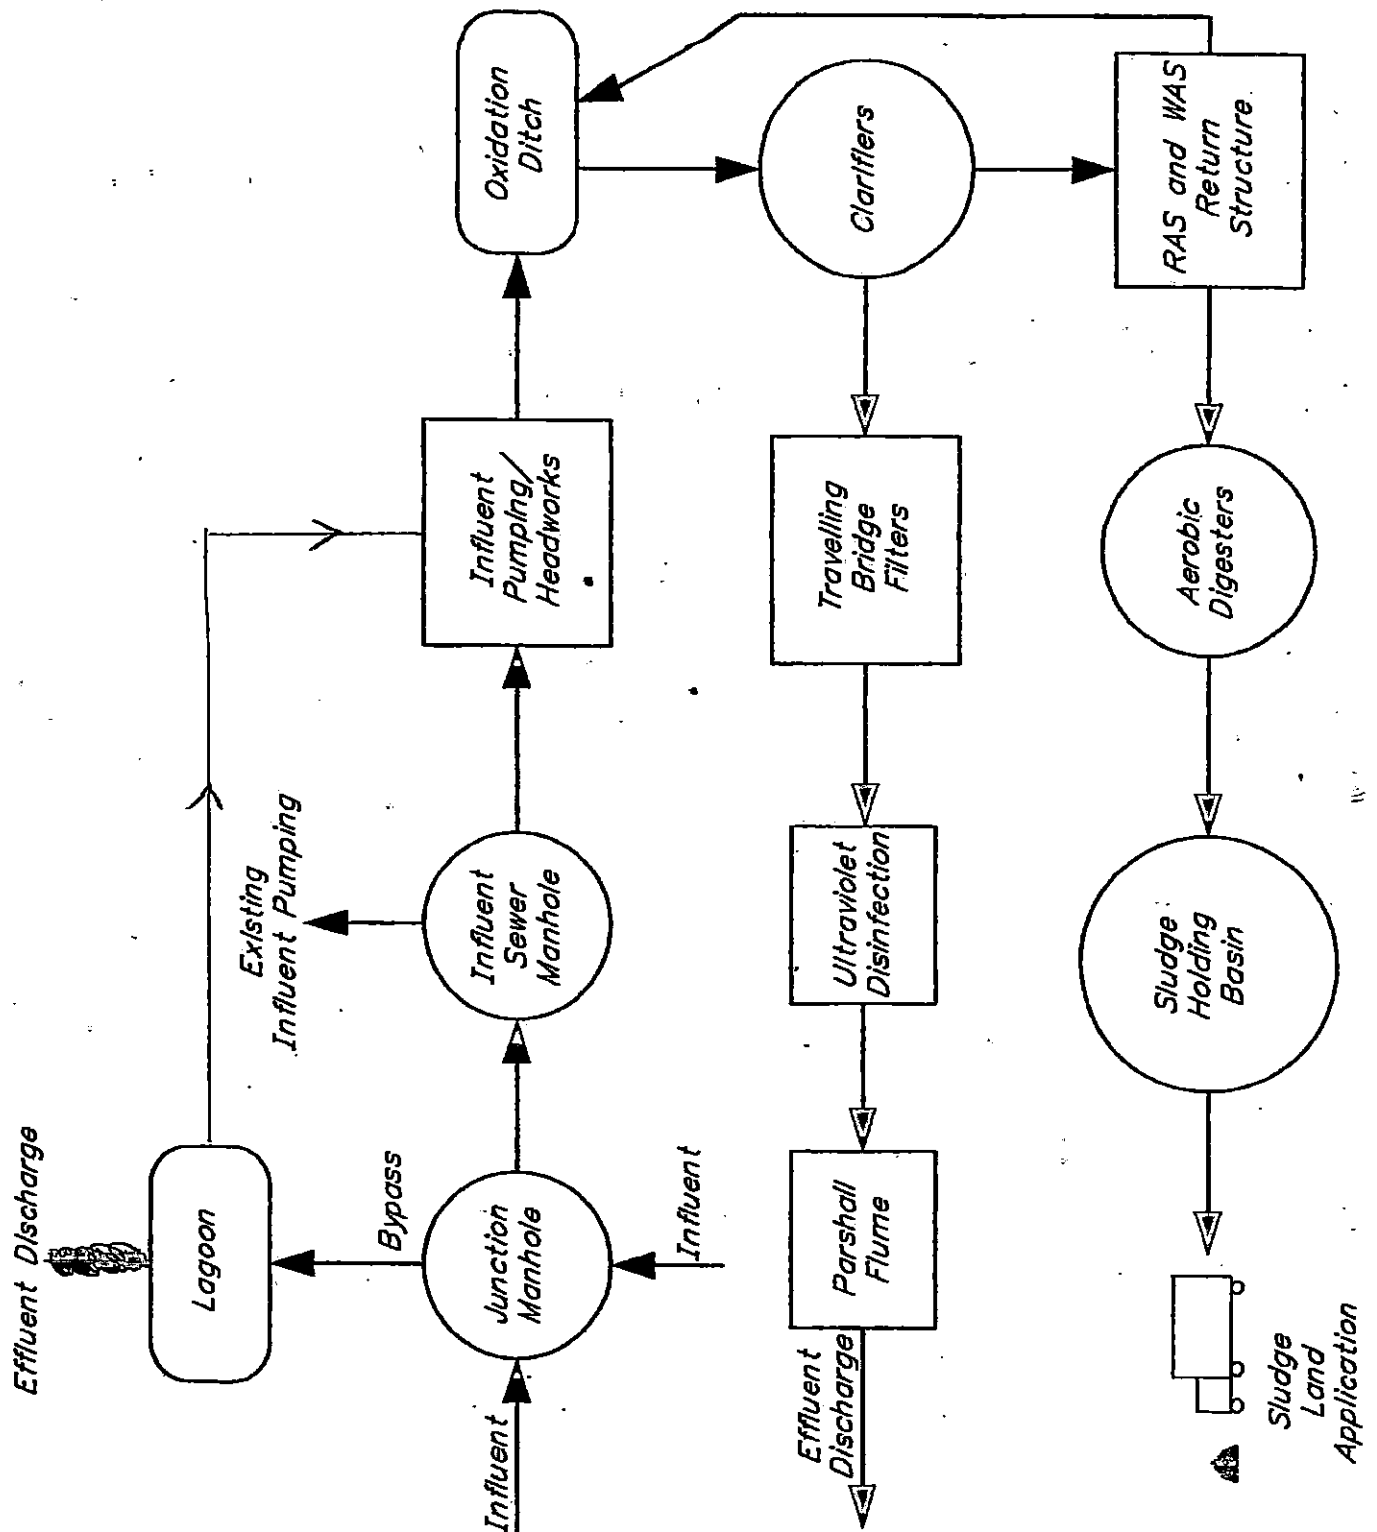 Effluent Discharge
Lagoon
Existing
Influent Pumping
Bypass
Influent
Junction
Manhole
Influent
Influent
Sewer
Manhole
Influent
Pumping/
Headworks
Oxidation
Ditch
Effluent
Discharge
Parshall
Flume
Ultraviolet
Disinfection
Travelling
Bridge
Filters
Clarifiers
Sludge
Land
Application
Sludge
Holding
Basin
Aerobic
Digesters
RAS and WAS
Return
Structure